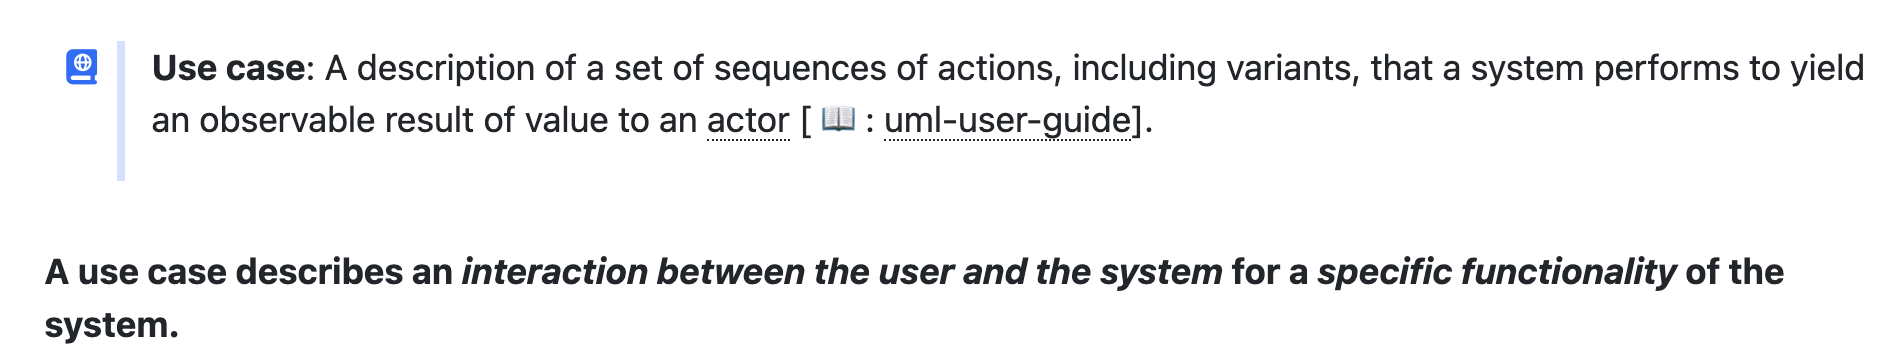 Use case: A description of a set of sequences of actions, including variants, that a system performs to yield
an observable result of value to an actor [ 📖 : uml-user-guide].
A use case describes an interaction between the user and the system for a specific functionality of the
system.